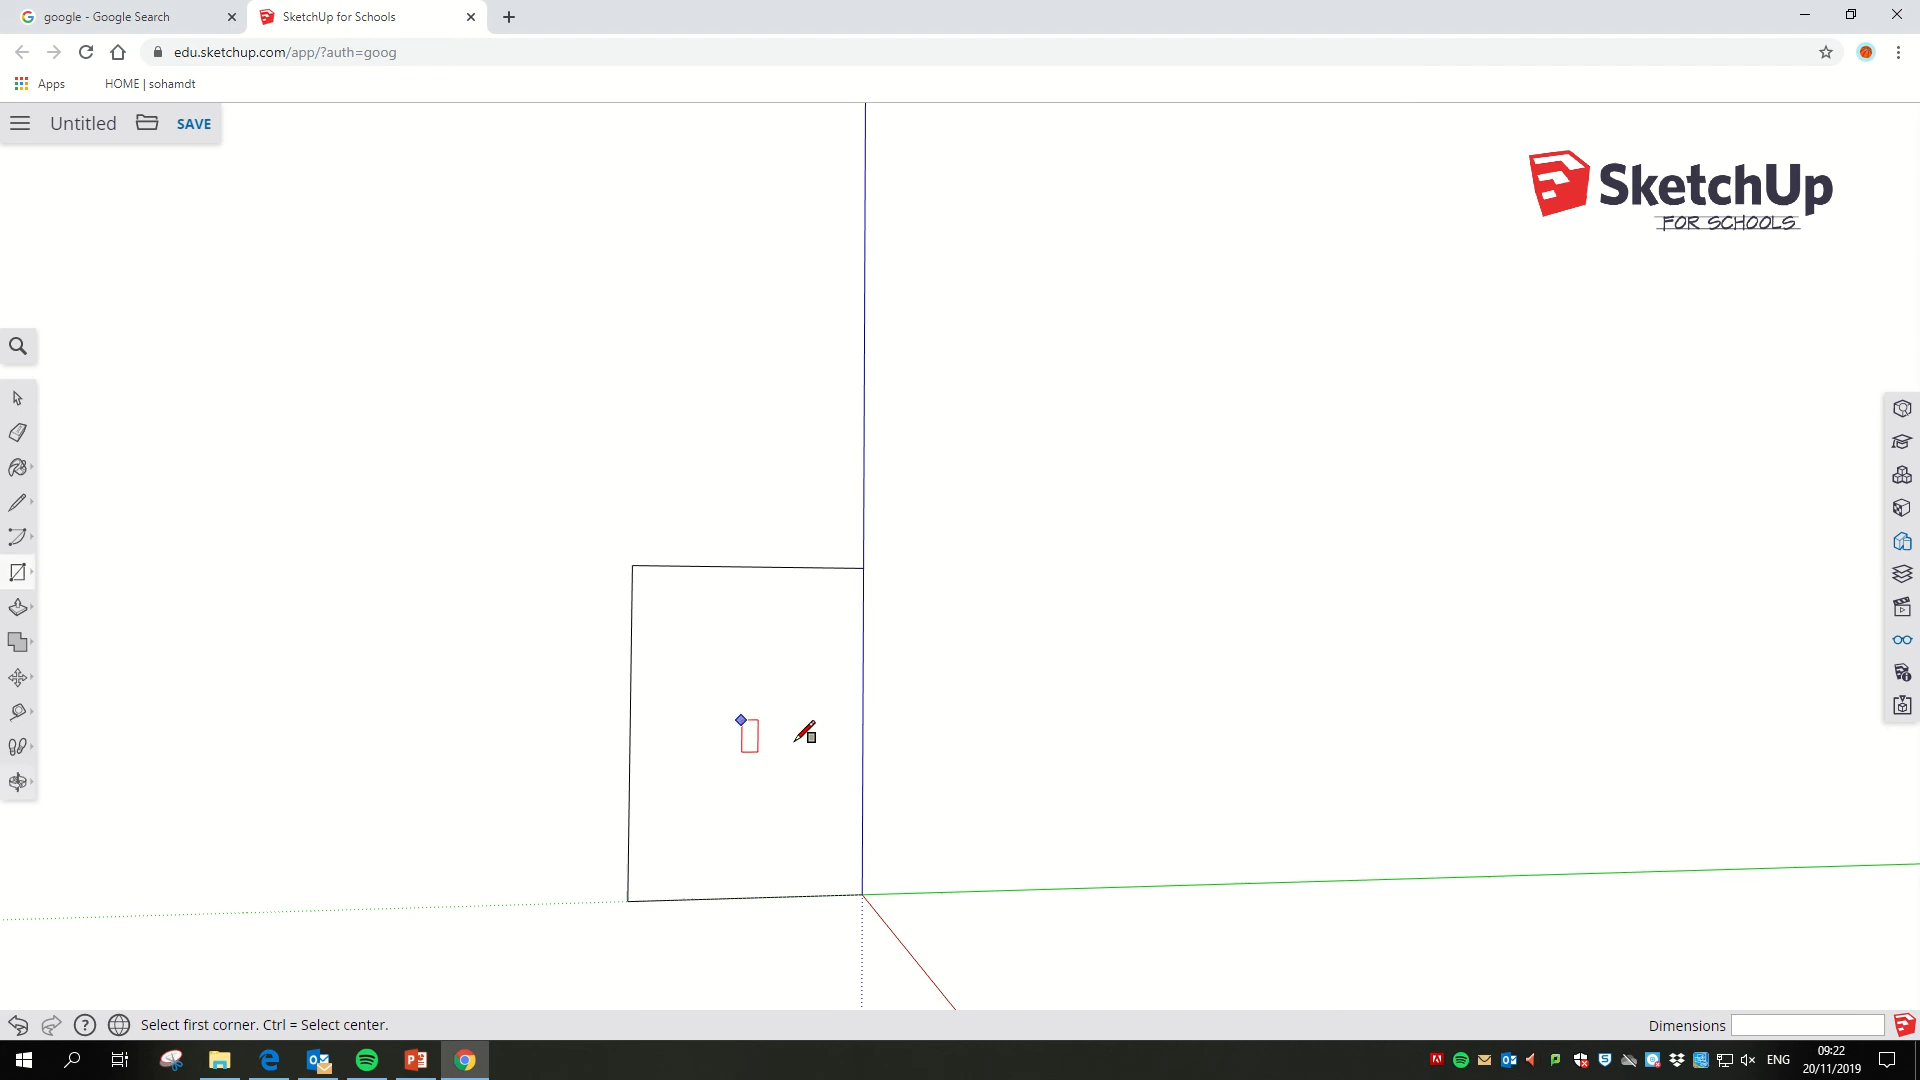 google - Google Search
SketchUp for Schools
edu.sketchup.com/app/?auth=goog
Apps
HOME | sohamdt
Untitled
SAVE
SketchUp
FOR SCHOOLS
Select first corner. Ctrl = Select center.
Dimensions
ENG
09:22
20/11/2019